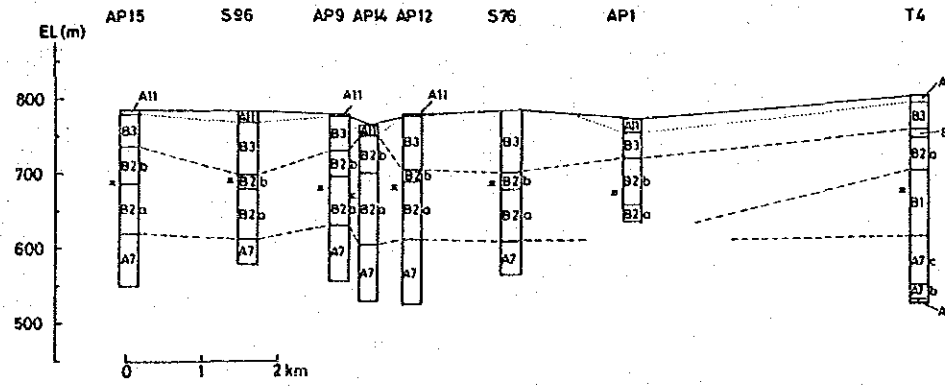 AP15 S96 AP9 AP14 AP12 S76 AP1 T4
EL (m)
800
700
600
500
A11 A11 A11 A
B3 A11 B3 A11 B3 B3 A11 B3
B3 B3
B2 b B2 b B2 b B2 b B2 b B2 b B2 a
B2 a B2 a B2 a B2 a B2 a B2 a B2 a B1
A7 A7 A7 A7 A7 A7 A7 c
A7 b
A
0 1 2 km